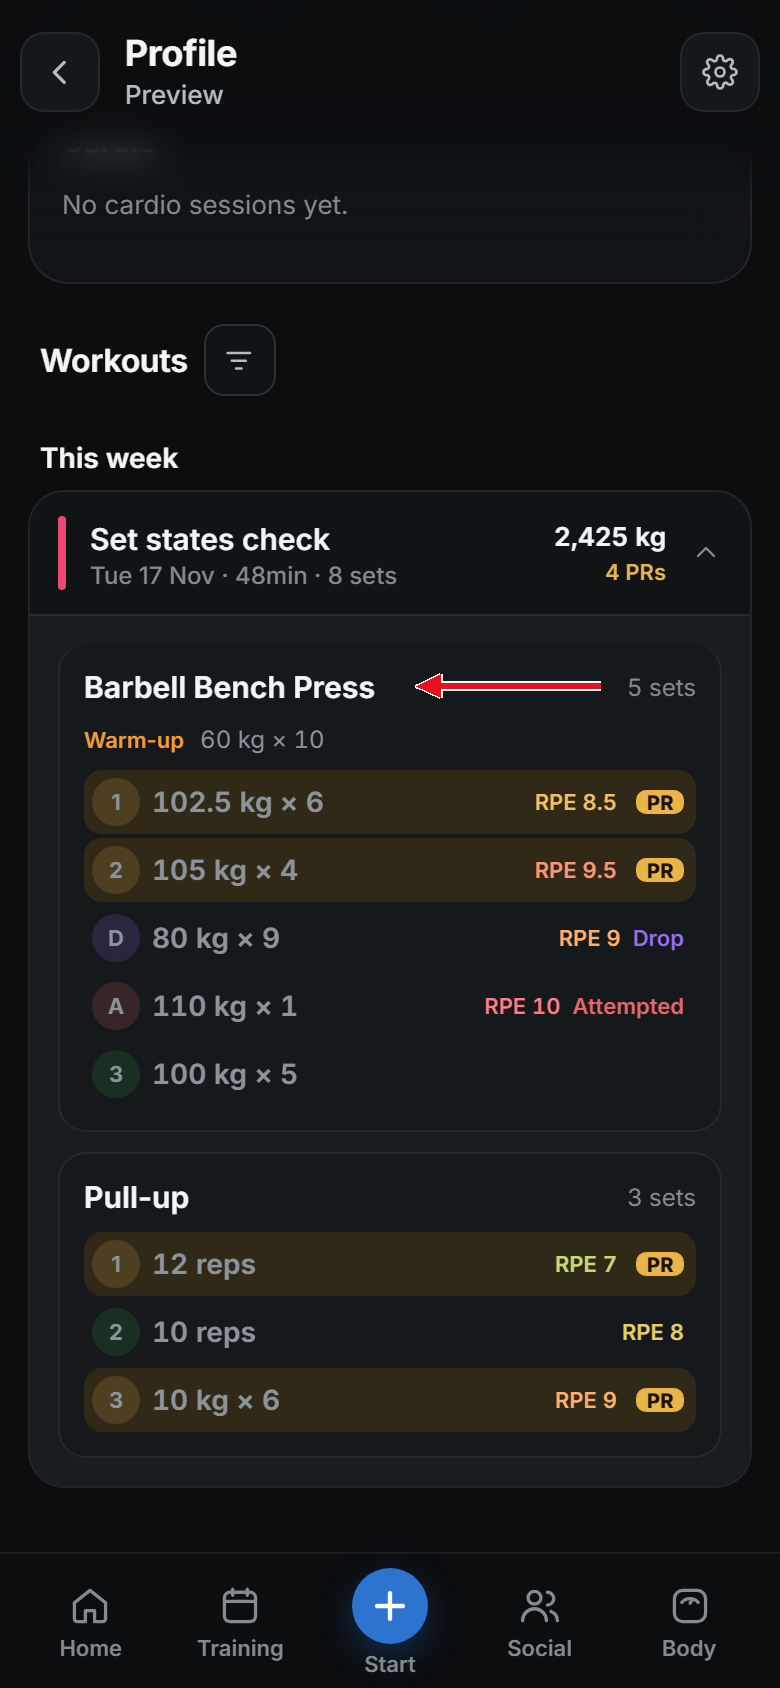 Profile
Preview
No cardio sessions yet.
Workouts
This week
Set states check
2,425 kg
Tue 17 Nov · 48min · 8 sets
4 PRs
Barbell Bench Press
5 sets
Warm-up 60 kg × 10
1 102.5 kg × 6 RPE 8.5 PR
2 105 kg × 4 RPE 9.5 PR
D 80 kg × 9 RPE 9 Drop
A 110 kg × 1 RPE 10 Attempted
3 100 kg × 5
Pull-up
3 sets
1 12 reps RPE 7 PR
2 10 reps RPE 8
3 10 kg × 6 RPE 9 PR
Home
Training
Start
Social
Body